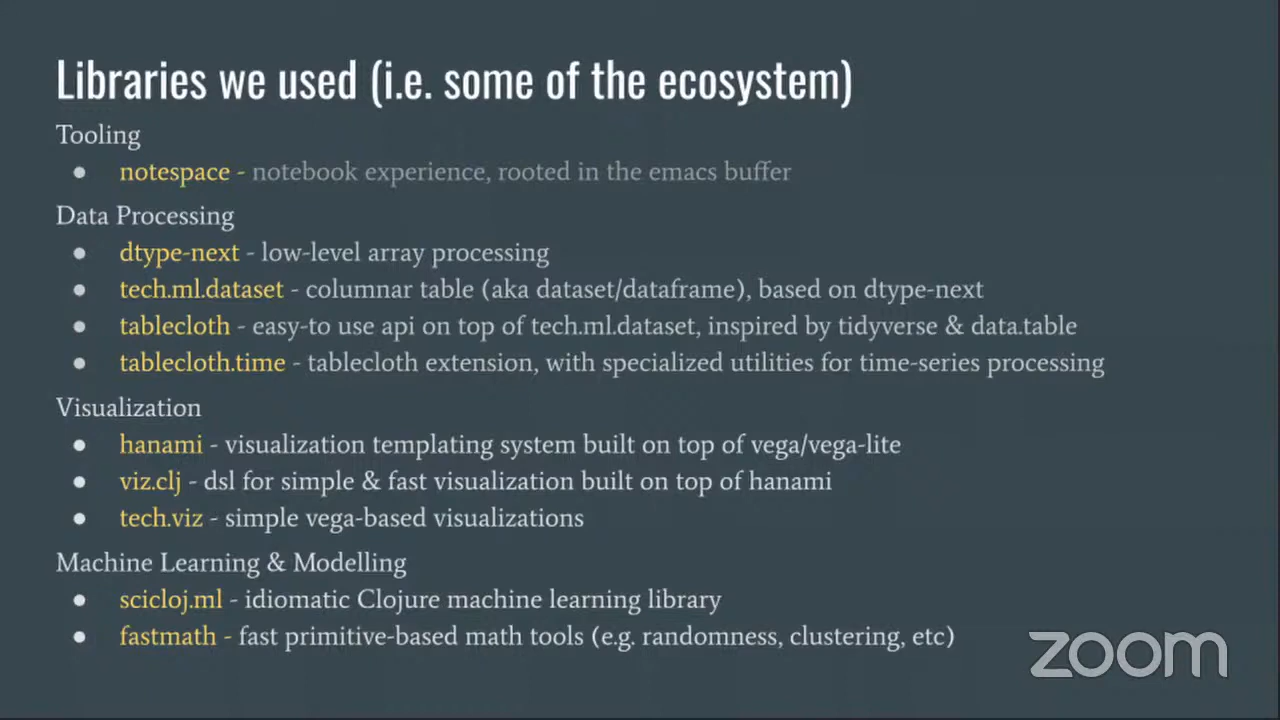 Libraries we used (i.e. some of the ecosystem)
Tooling
● notespace - notebook experience, rooted in the emacs buffer
Data Processing
● dtype-next - low-level array processing
● tech.ml.dataset - columnar table (aka dataset/dataframe), based on dtype-next
● tablecloth - easy-to use api on top of tech.ml.dataset, inspired by tidyverse & data.table
● tablecloth.time - tablecloth extension, with specialized utilities for time-series processing
Visualization
● hanami - visualization templating system built on top of vega/vega-lite
● viz.clj - dsl for simple & fast visualization built on top of hanami
● tech.viz - simple vega-based visualizations
Machine Learning & Modelling
● scicloj.ml - idiomatic Clojure machine learning library
● fastmath - fast primitive-based math tools (e.g. randomness, clustering, etc)
zoom